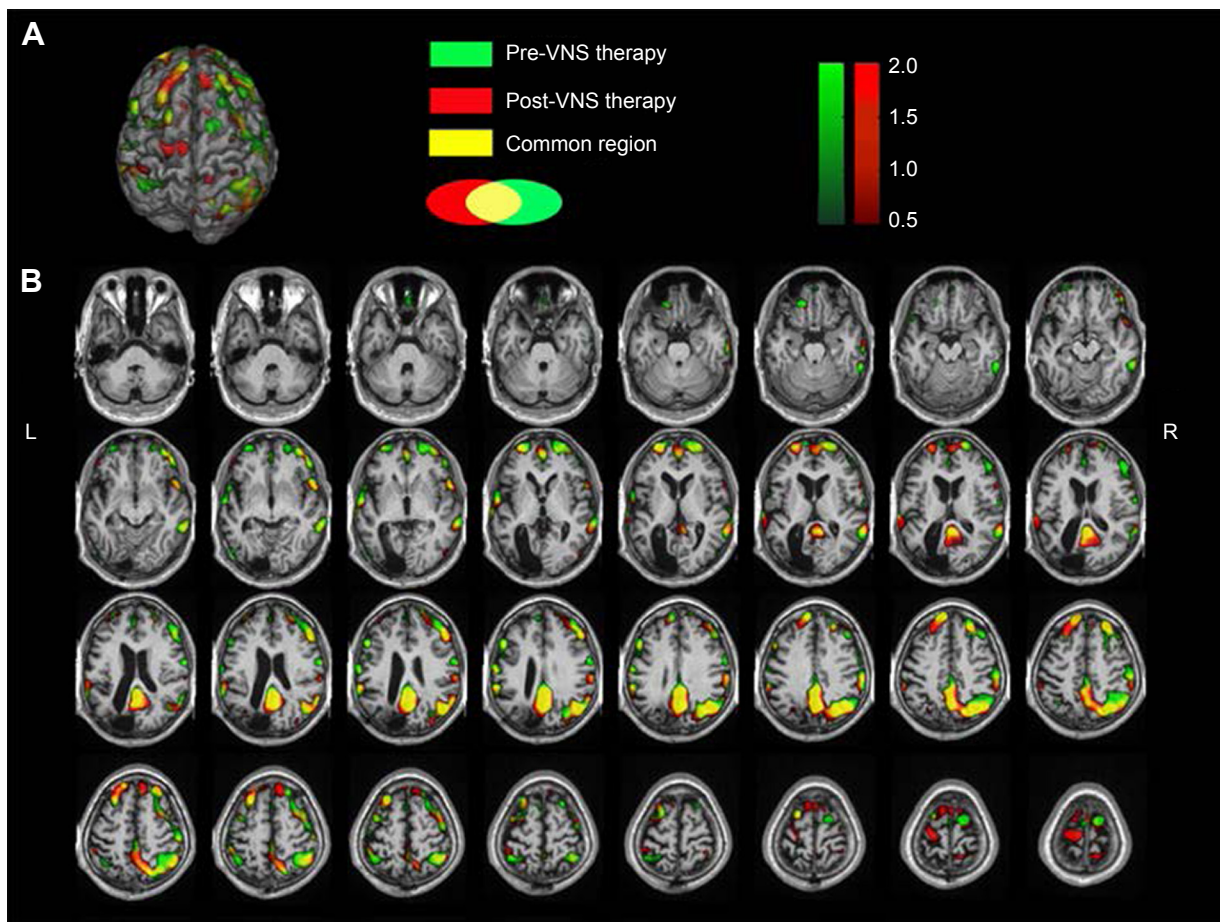 A
Pre-VNS therapy
Post-VNS therapy
Common region
2.0
1.5
1.0
0.5
B
L
R